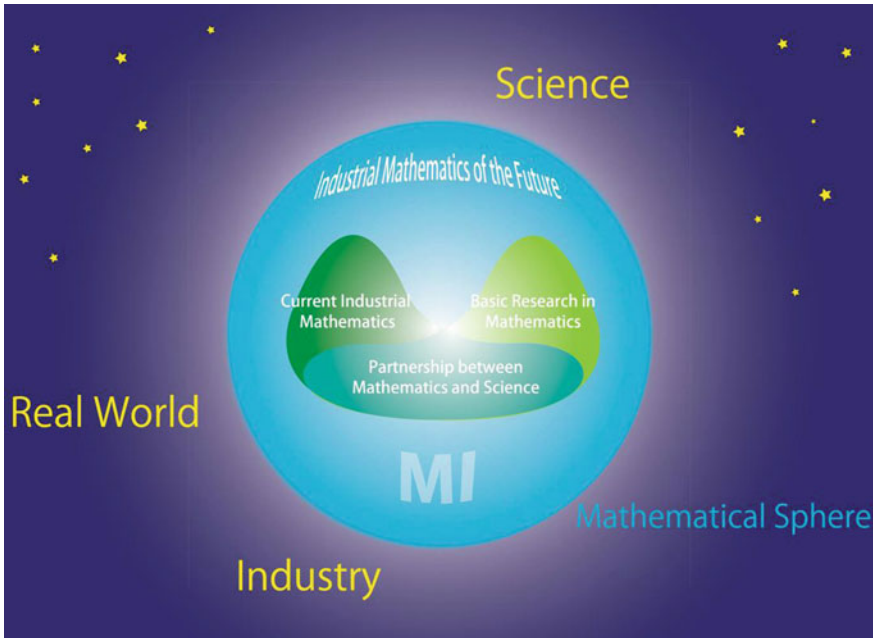 Science
Industrial Mathematics of the Future
Current Industrial
Mathematics
Basic Research in
Mathematics
Partnership between
Mathematics and Science
Real World
MI
Mathematical Sphere
Industry